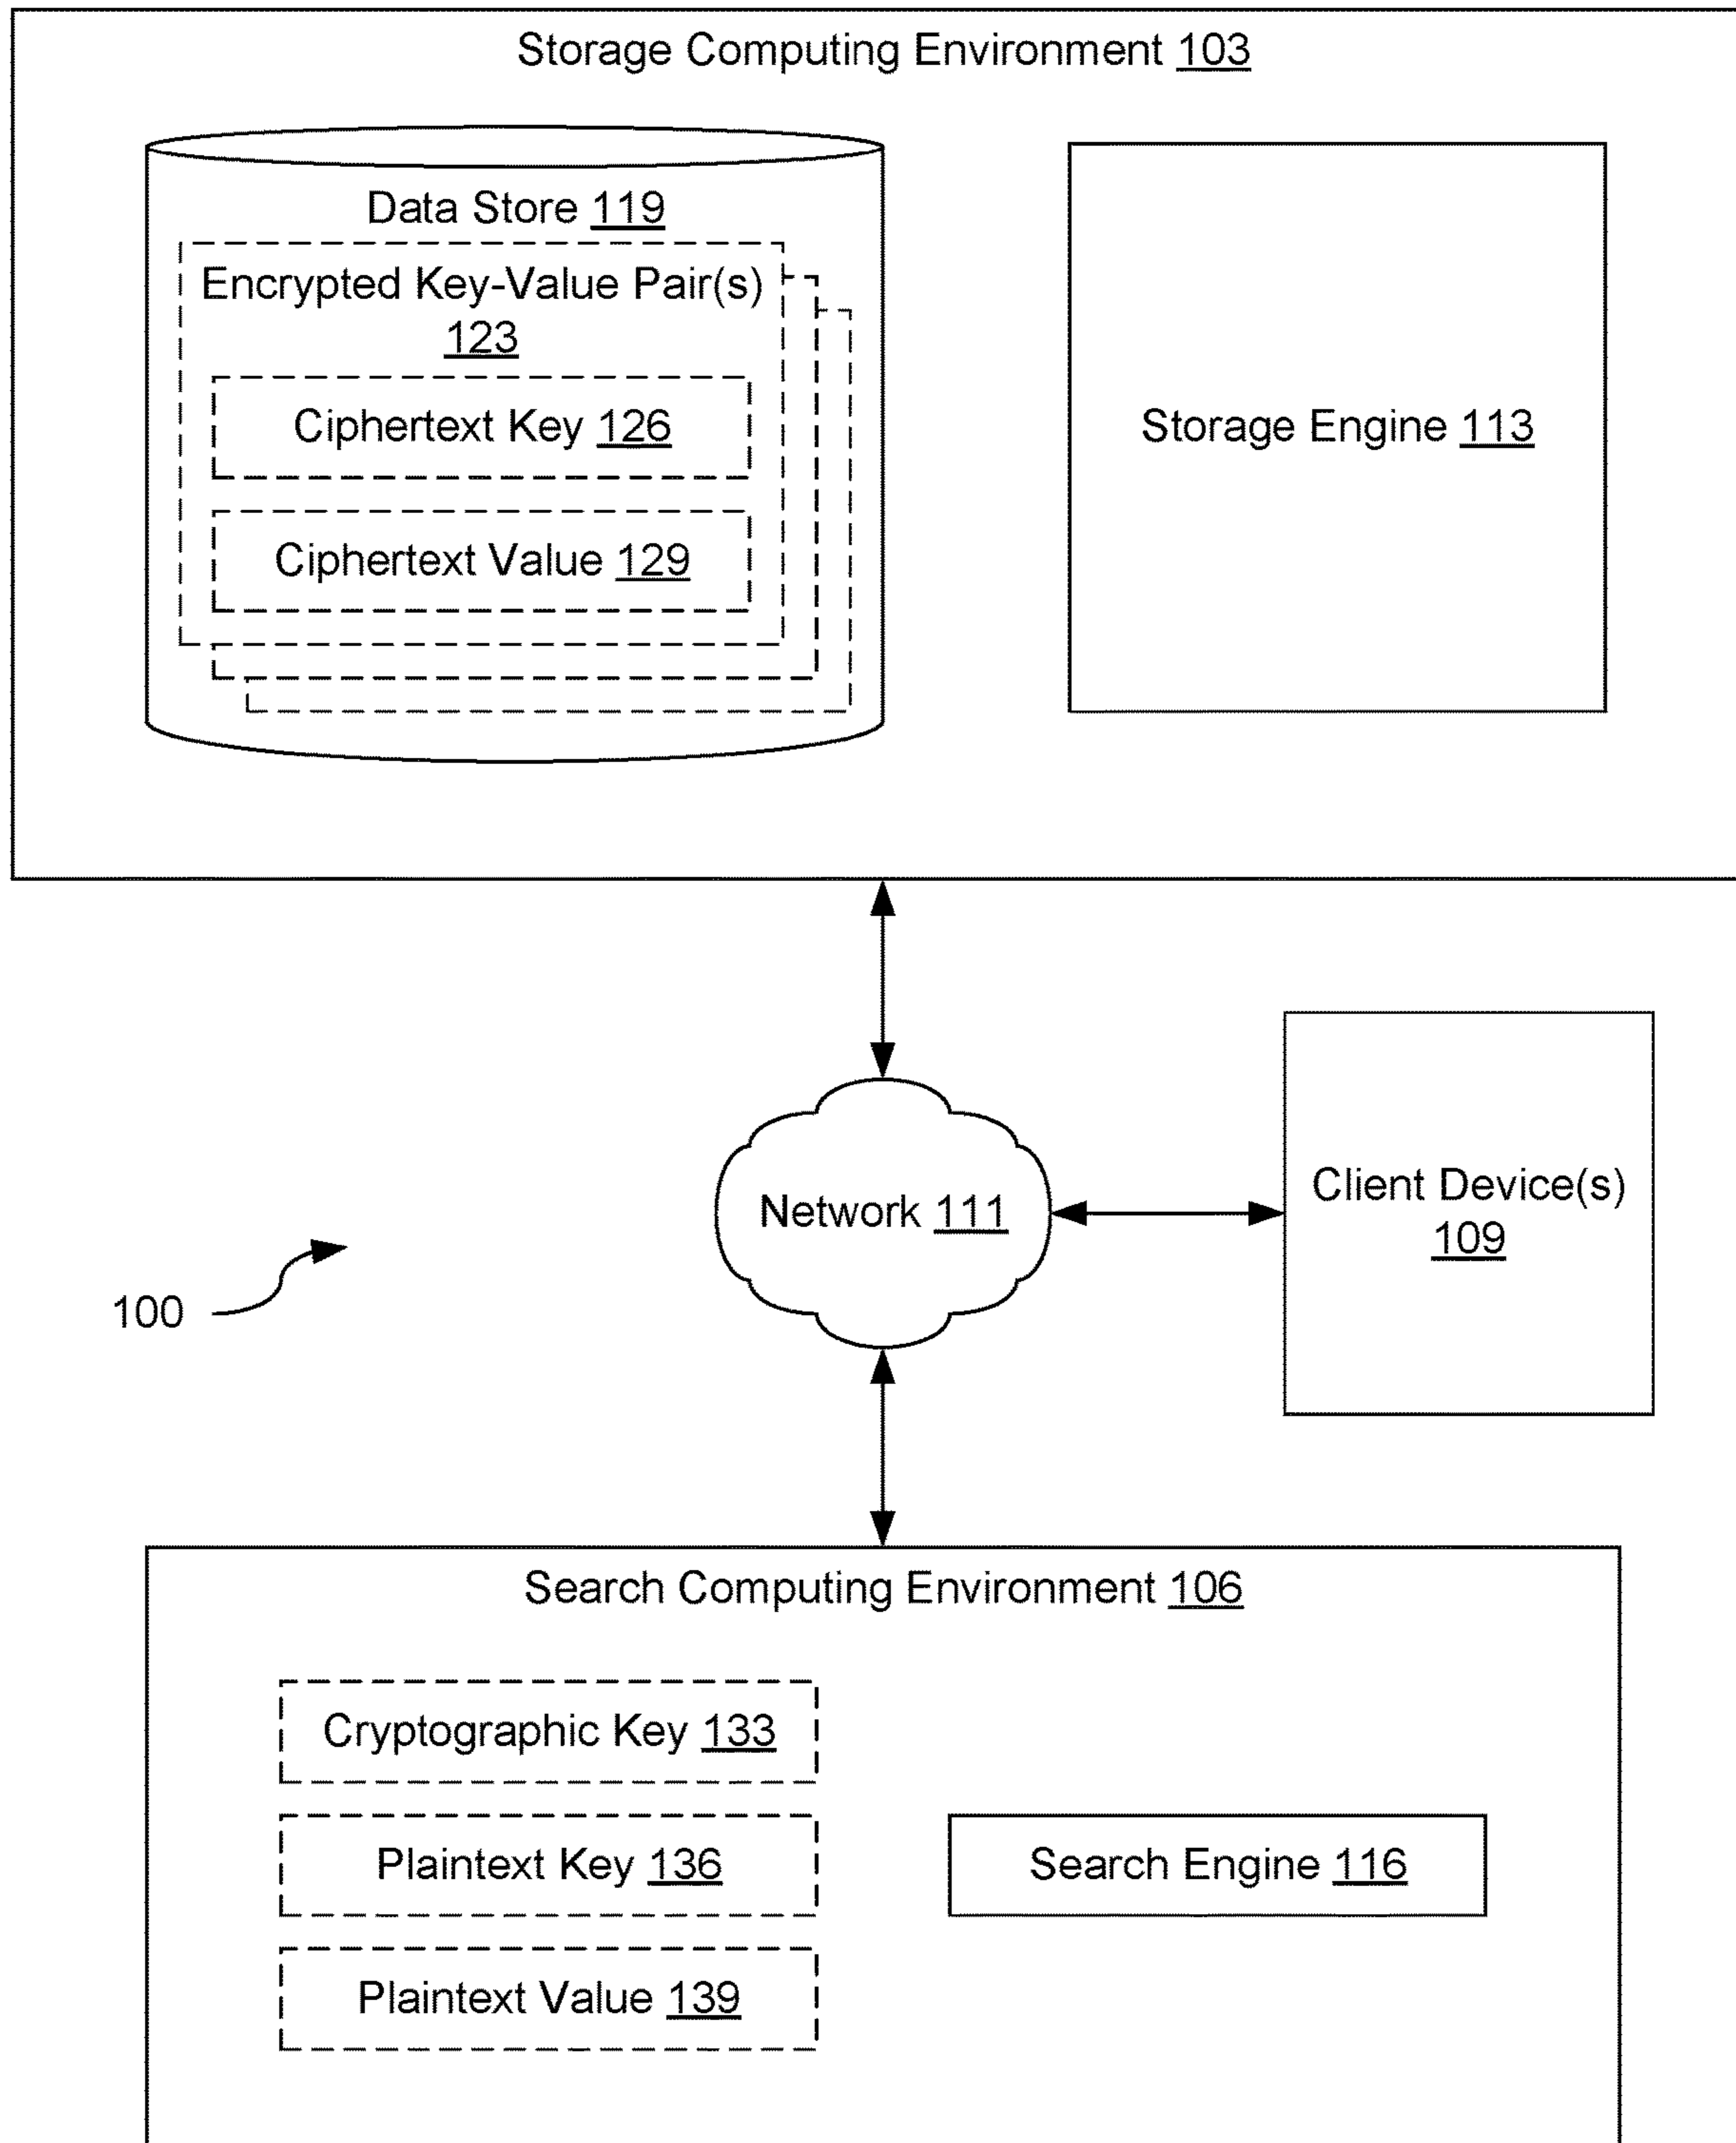 Storage Computing Environment 103
Data Store 119
Encrypted Key-Value Pair(s)
123
Ciphertext Key 126
Ciphertext Value 129
Storage Engine 113
Network 111
Client Device(s)
109
100
Search Computing Environment 106
Cryptographic Key 133
Plaintext Key 136
Plaintext Value 139
Search Engine 116